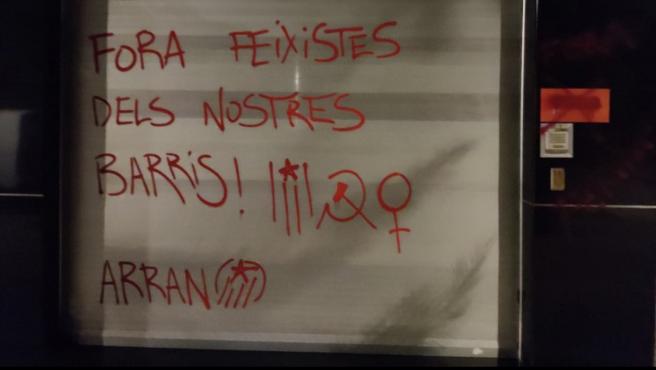 FORA FEIXISTES
DELS NOSTRES
BARRIS!
ARRAN